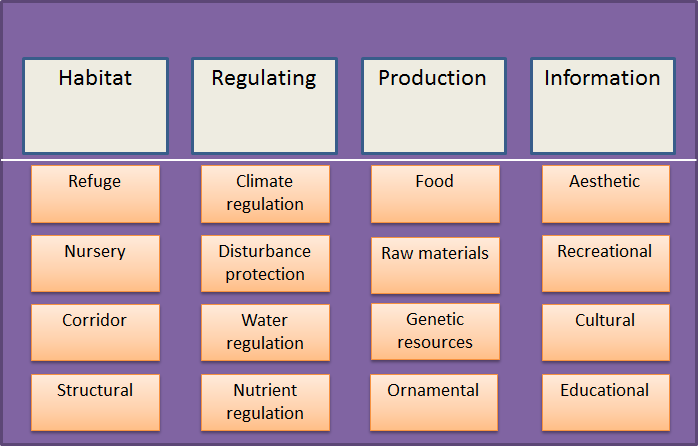 Habitat
Regulating
Production
Information
Refuge
Climate
regulation
Food
Aesthetic
Nursery
Disturbance
protection
Raw materials
Recreational
Corridor
Water
regulation
Genetic
resources
Cultural
Structural
Nutrient
regulation
Ornamental
Educational